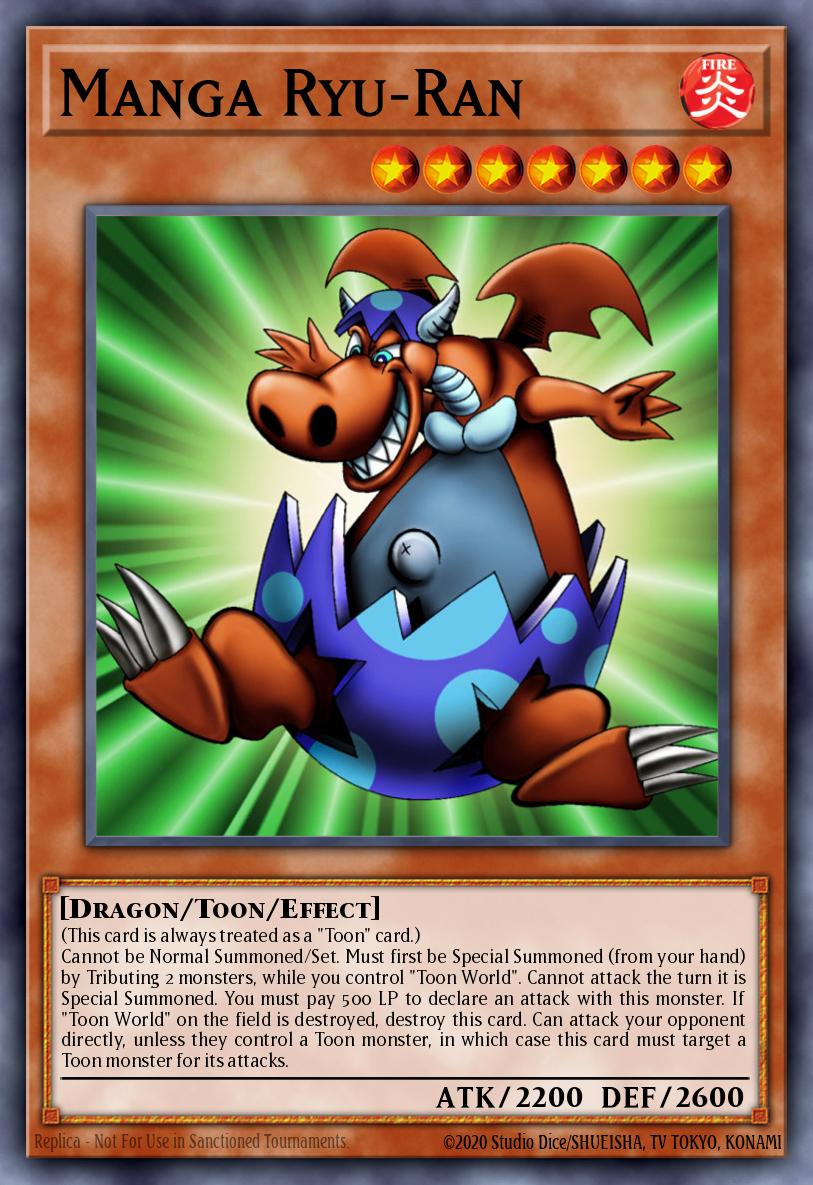 Manga Ryu-Ran
FIRE
炎
[Dragon/Toon/Effect]
(This card is always treated as a "Toon" card.)
Cannot be Normal Summoned/Set. Must first be Special Summoned (from your hand)
by Tributing 2 monsters, while you control "Toon World". Cannot attack the turn it is
Special Summoned. You must pay 500 LP to declare an attack with this monster. If
"Toon World" on the field is destroyed, destroy this card. Can attack your opponent
directly, unless they control a Toon monster, in which case this card must target a
Toon monster for its attacks.
ATK/2200 DEF/2600
Replica - Not For Use in Sanctioned Tournaments.
©2020 Studio Dice/SHUEISHA, TV TOKYO, KONAMI